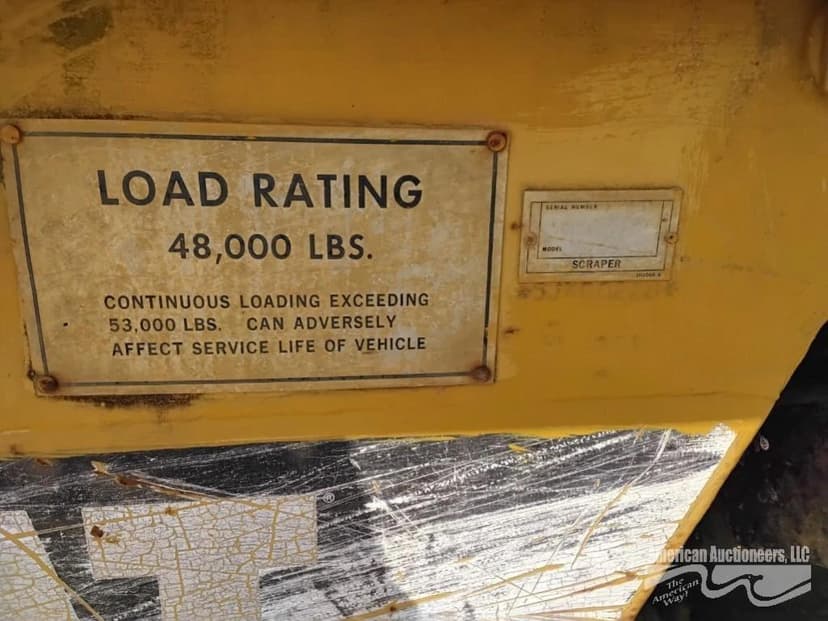 LOAD RATING
48,000 LBS.
CONTINUOUS LOADING EXCEEDING
53,000 LBS. CAN ADVERSELY
AFFECT SERVICE LIFE OF VEHICLE
SERIAL NUMBER
MODEL
SCRAPER
T
®
American Auctioneers, LLC
The
American
Way!